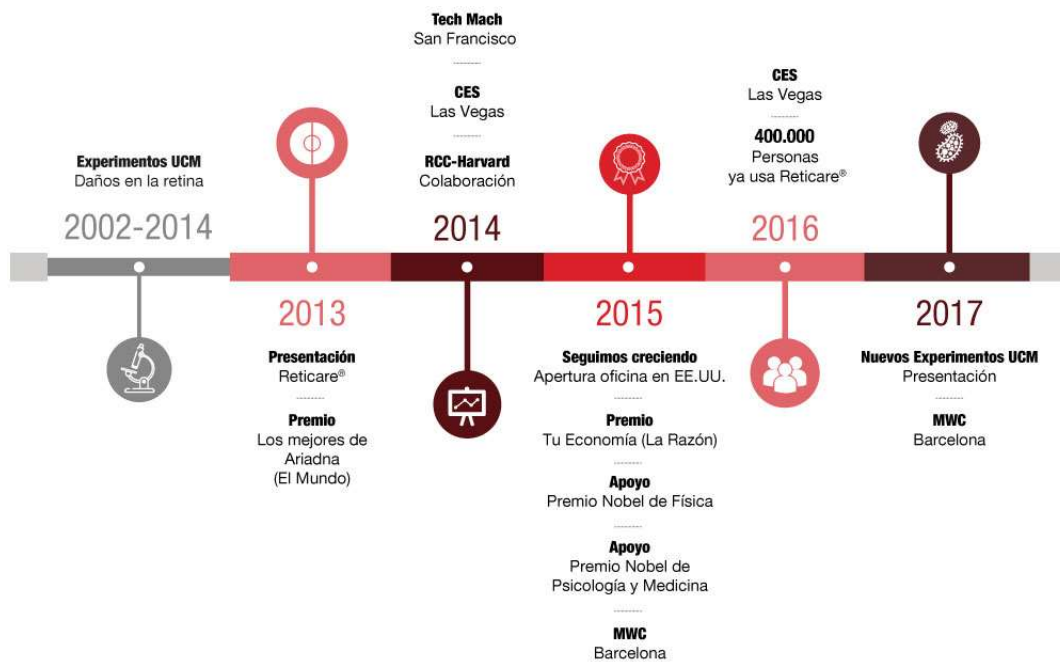 Experimentos UCM
Daños en la retina
2002-2014
2013
Presentación
Reticare®
Premio
Los mejores de
Ariadna
(El Mundo)
Tech Mach
San Francisco
CES
Las Vegas
RCC-Harvard
Colaboración
2014
2015
Seguimos creciendo
Apertura oficina en EE.UU.
Premio
Tu Economía (La Razón)
Apoyo
Premio Nobel de Física
Apoyo
Premio Nobel de
Psicología y Medicina
MWC
Barcelona
CES
Las Vegas
400.000
Personas
ya usa Reticare®
2016
2017
Nuevos Experimentos UCM
Presentación
MWC
Barcelona